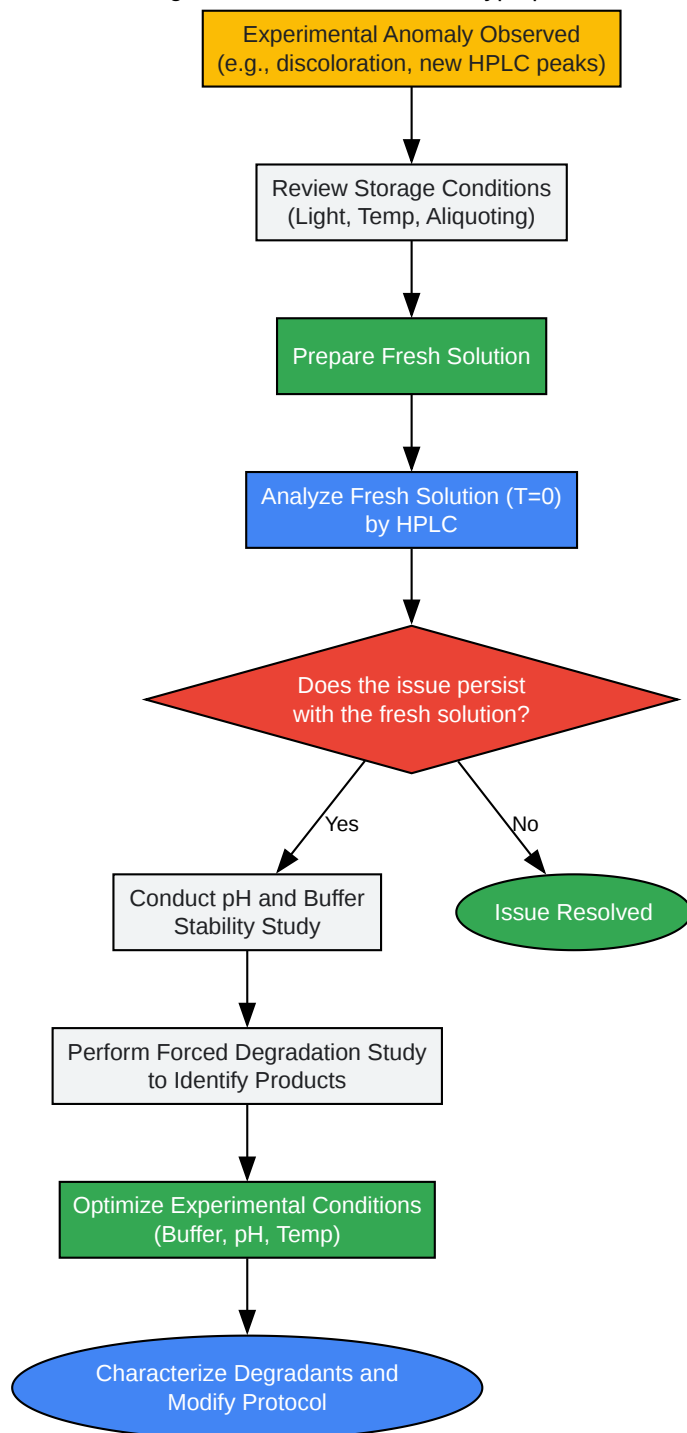 Experimental Anomaly Observed
(e.g., discoloration, new HPLC peaks)
Review Storage Conditions
(Light, Temp, Aliquoting)
Prepare Fresh Solution
Analyze Fresh Solution (T=0)
by HPLC
Does the issue persist
with the fresh solution?
Yes
No
Conduct pH and Buffer
Stability Study
Issue Resolved
Perform Forced Degradation Study
to Identify Products
Optimize Experimental Conditions
(Buffer, pH, Temp)
Characterize Degradants and
Modify Protocol